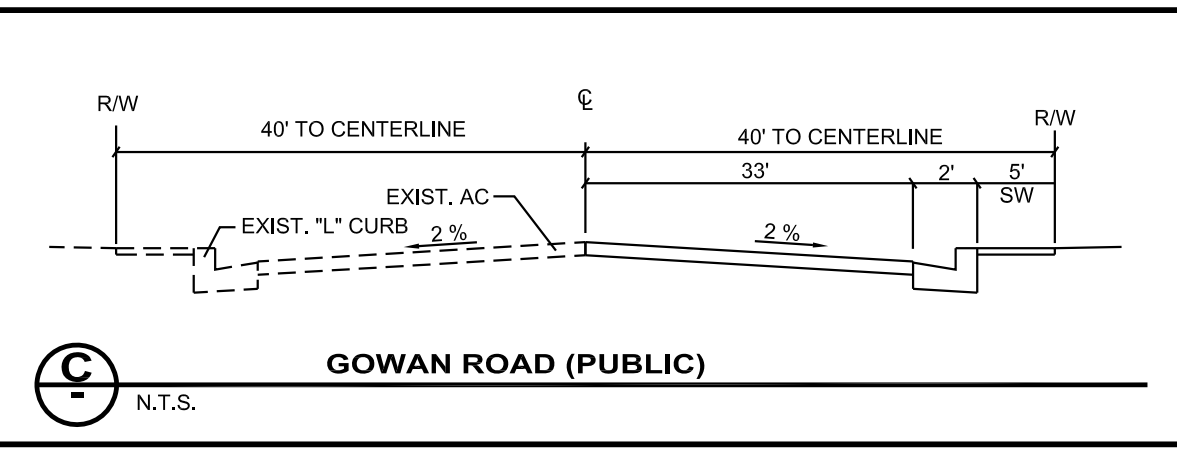 R/W
℄
R/W
40' TO CENTERLINE
40' TO CENTERLINE
33'
2'
5'
SW
EXIST. AC
EXIST. "L" CURB
2 %
2 %
C
-
GOWAN ROAD (PUBLIC)
N.T.S.